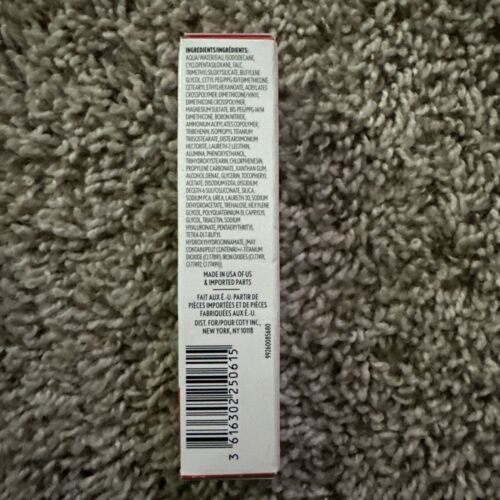 INGREDIENTS/INGRÉDIENTS:
AQUA/WATER/EAU, ISODODECANE,
CYCLOPENTASILOXANE, TALC,
TRIMETHYLSILOXYSILICATE, BUTYLENE
GLYCOL, CETYL PEG/PPG-10/1 DIMETHICONE,
CETEARYL ETHYLHEXANOATE, ACRYLATES
CROSSPOLYMER, DIMETHICONE/VINYL
DIMETHICONE CROSSPOLYMER,
MAGNESIUM SULFATE, BIS-PEG/PPG-14/14
DIMETHICONE, BORON NITRIDE,
AMMONIUM ACRYLATES COPOLYMER,
TRIBEHENIN, ISOPROPYL TITANIUM
TRIISOSTEARATE, DISTEARDIMONIUM
HECTORITE, LAURETH-7, LECITHIN,
ALUMINA, PHENOXYETHANOL,
TRIHYDROXYSTEARIN, CHLORPHENESIN,
PROPYLENE CARBONATE, XANTHAN GUM,
ALCOHOL DENAT., GLYCERIN, TOCOPHERYL
ACETATE, DISODIUM EDTA, DISODIUM
DECETH-6 SULFOSUCCINATE, SILICA,
SODIUM PCA, UREA, LAURETH-30, SODIUM
DEHYDROACETATE, TREHALOSE, HEXYLENE
GLYCOL, POLYQUATERNIUM-51, CAPRYLYL
GLYCOL, TRIACETIN, SODIUM
HYALURONATE, PENTAERYTHRITYL
TETRA-DI-T-BUTYL
HYDROXYHYDROCINNAMATE, [MAY
CONTAIN/PEUT CONTENIR/+/-:TITANIUM
DIOXIDE (CI 77891), IRON OXIDES (CI 77491,
CI 77492, CI 77499)]
MADE IN USA OF US
& IMPORTED PARTS
FAIT AUX É.-U. PARTIR DE
PIÈCES IMPORTÉES ET DE PIÈCES
FABRIQUÉES AUX É.-U.
DIST. FOR/POUR COTY INC.,
NEW YORK, NY 10118
99260085680
3 616302 250615